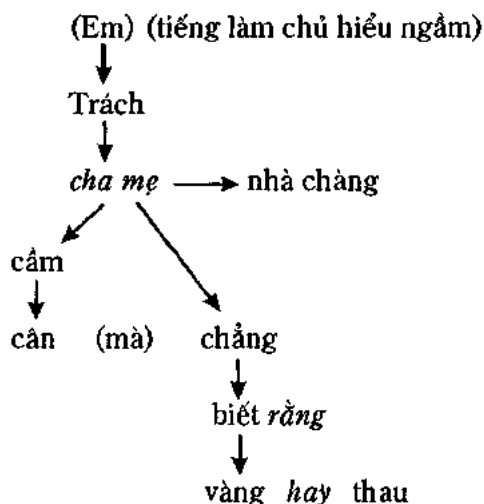 (Em) (tiếng làm chủ hiểu ngầm)
Trách
cha mẹ nhà chàng
cầm
cân (mà) chẳng
biết rằng
vàng hay thau